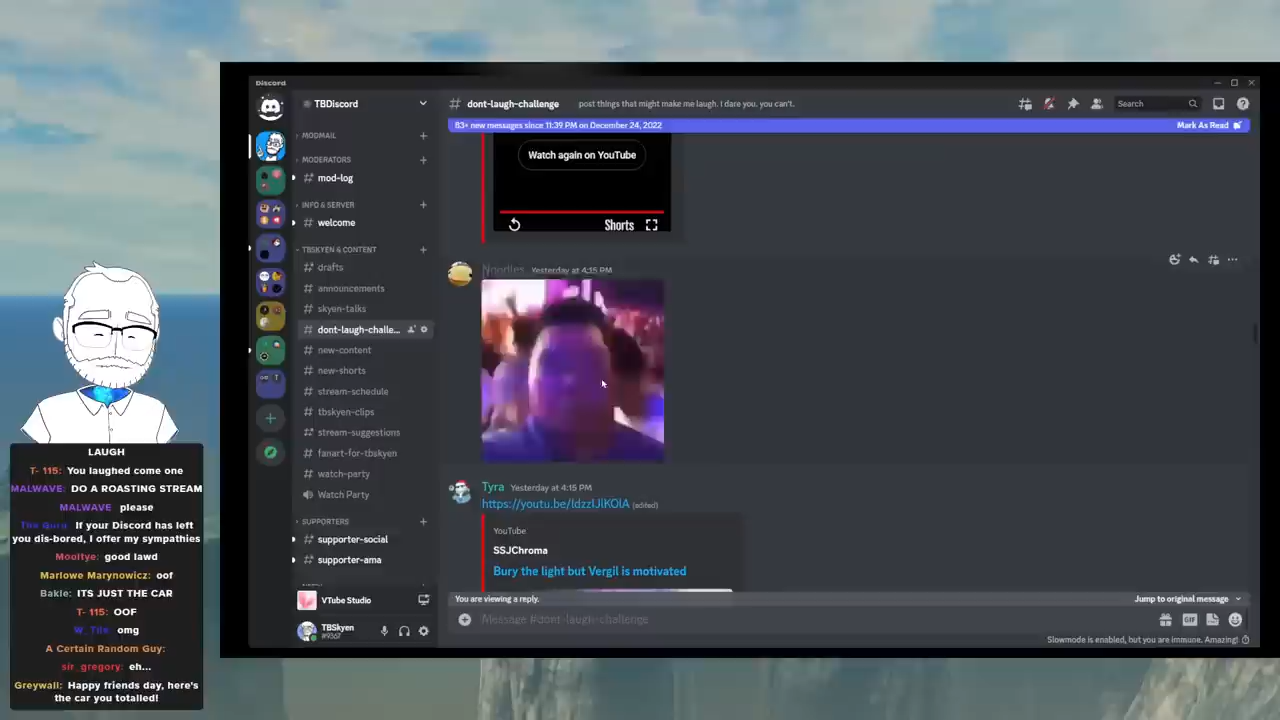 Discord
TBDiscord
# dont-laugh-challenge
post things that might make me laugh. I dare you. you can't.
Search
83+ new messages since 11:39 PM on December 24, 2022
Mark As Read
MODMAIL
MODERATORS
# mod-log
INFO & SERVER
# welcome
TBSKYEN & CONTENT
drafts
announcements
skyen-talks
dont-laugh-challe...
new-content
new-shorts
stream-schedule
tbskyen-clips
stream-suggestions
fanart-for-tbskyen
watch-party
Watch Party
SUPPORTERS
# supporter-social
# supporter-ama
VTube Studio
TBSkyen
#9367
Watch again on YouTube
Shorts
Noodles Yesterday at 4:15 PM
Tyra Yesterday at 4:15 PM
https://youtu.be/IdzzIJlKOlA (edited)
YouTube
SSJChroma
Bury the light but Vergil is motivated
You are viewing a reply.
Jump to original message
Message #dont-laugh-challenge
GIF
Slowmode is enabled, but you are immune. Amazing!
LAUGH
T- 115: You laughed come one
MALWAVE: DO A ROASTING STREAM
MALWAVE please
The Guru If your Discord has left
you dis-bored, I offer my sympathies
Mooltye: good lawd
Marlowe Marynowicz: oof
Bakle: ITS JUST THE CAR
T- 115: OOF
W_Tile omg
A Certain Random Guy:
sir_gregory: eh...
Greywall: Happy friends day, here's
the car you totalled!